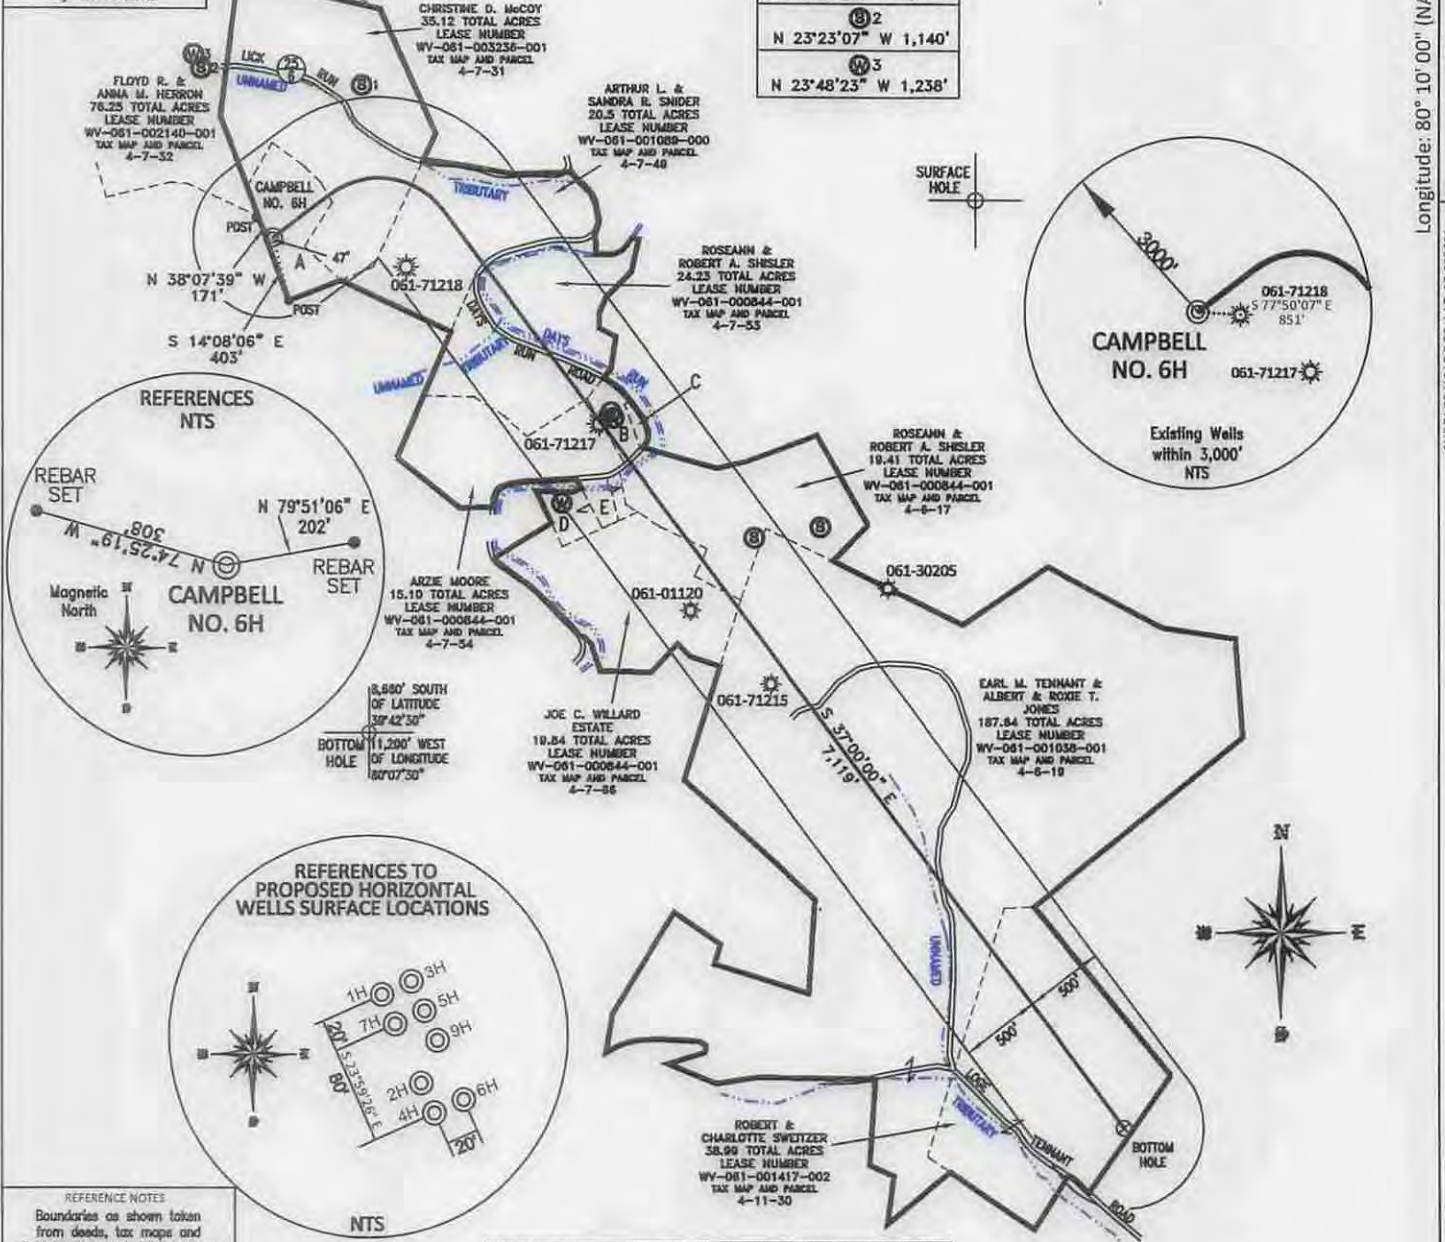 CHRISTINE D. McCOY
35.12 TOTAL ACRES
LEASE NUMBER
WV-061-003236-001
TAX MAP AND PARCEL
4-7-31
Ⓢ2
N 23°23'07" W 1,140'
Ⓦ3
N 23°48'23" W 1,238'
Longitude: 80° 10' 00" (NA
Ⓦ3
Ⓢ2
LICK
25
6
RUN
UNNAMED
Ⓢ1
FLOYD R. &
ANNA M. HERRON
76.25 TOTAL ACRES
LEASE NUMBER
WV-061-002140-001
TAX MAP AND PARCEL
4-7-32
ARTHUR L. &
SANDRA R. SNIDER
20.5 TOTAL ACRES
LEASE NUMBER
WV-061-001089-000
TAX MAP AND PARCEL
4-7-49
TRIBUTARY
CAMPBELL
NO. 6H
POST
A
47'
N 38°07'39" W
171'
POST
S 14°08'06" E
403'
061-71218
ROSEANN &
ROBERT A. SHISLER
24.23 TOTAL ACRES
LEASE NUMBER
WV-061-000844-001
TAX MAP AND PARCEL
4-7-53
SURFACE
HOLE
3000'
061-71218
S 77°50'07" E
851'
CAMPBELL
NO. 6H
061-71217
Existing Wells
within 3,000'
NTS
DAYS
RUN
ROAD
DAYS
RUN
UNNAMED
TRIBUTARY
C
B
061-71217
D
E
Ⓦ
REFERENCES
NTS
REBAR
SET
N 74°25'19" W
308'
N 79°51'06" E
202'
REBAR
SET
Magnetic
North
CAMPBELL
NO. 6H
ROSEANN &
ROBERT A. SHISLER
19.41 TOTAL ACRES
LEASE NUMBER
WV-061-000844-001
TAX MAP AND PARCEL
4-6-17
Ⓢ
Ⓢ
061-30205
061-01120
061-71215
ARZIE MOORE
15.10 TOTAL ACRES
LEASE NUMBER
WV-061-000844-001
TAX MAP AND PARCEL
4-7-54
8,660' SOUTH
OF LATITUDE
39°42'30"
BOTTOM
HOLE
11,290' WEST
OF LONGITUDE
80°07'30"
JOE C. WILLARD
ESTATE
19.84 TOTAL ACRES
LEASE NUMBER
WV-061-000844-001
TAX MAP AND PARCEL
4-7-66
S 37°00'00" E
7,119'
EARL M. TENNANT &
ALBERT & ROXIE T.
JONES
187.84 TOTAL ACRES
LEASE NUMBER
WV-061-001038-001
TAX MAP AND PARCEL
4-6-19
N
REFERENCES TO
PROPOSED HORIZONTAL
WELLS SURFACE LOCATIONS
1H
3H
7H
5H
9H
2H
4H
6H
20'
80'
S 23°59'26" E
20'
NTS
UNNAMED
500'
500'
LONE
TRIBUTARY
TENNANT
ROAD
BOTTOM
HOLE
ROBERT &
CHARLOTTE SWEITZER
38.99 TOTAL ACRES
LEASE NUMBER
WV-061-001417-002
TAX MAP AND PARCEL
4-11-30
REFERENCE NOTES
Boundaries as shown taken
from deeds, tax maps and